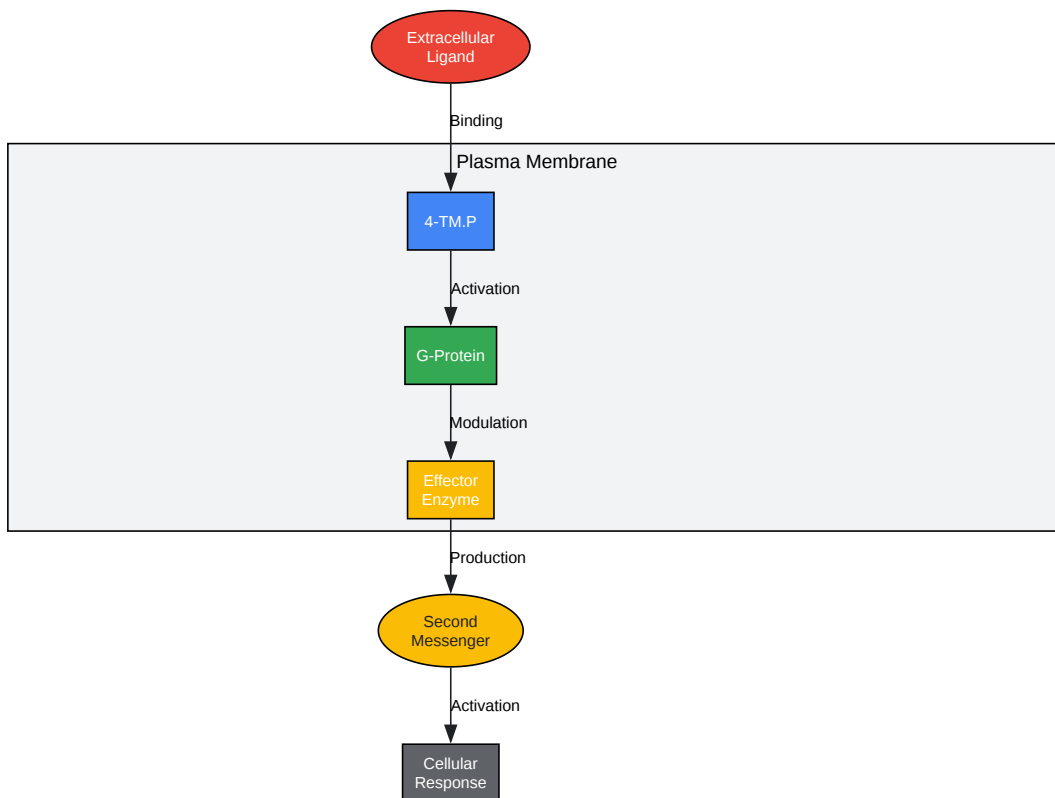 Extracellular
Ligand
Binding
Plasma Membrane
4-TM.P
Activation
G-Protein
Modulation
Effector
Enzyme
Production
Second
Messenger
Activation
Cellular
Response